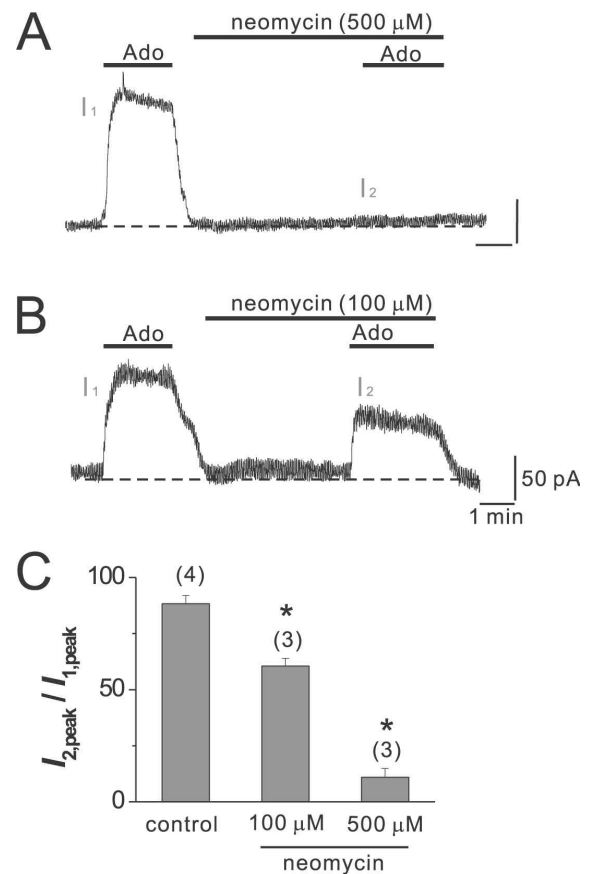 A
neomycin (500 μM)
Ado
Ado
I1
I2
B
neomycin (100 μM)
Ado
Ado
I1
I2
50 pA
1 min
C
100
50
0
I2,peak / I1,peak
(4)
*
(3)
*
(3)
control
100 μM
500 μM
neomycin